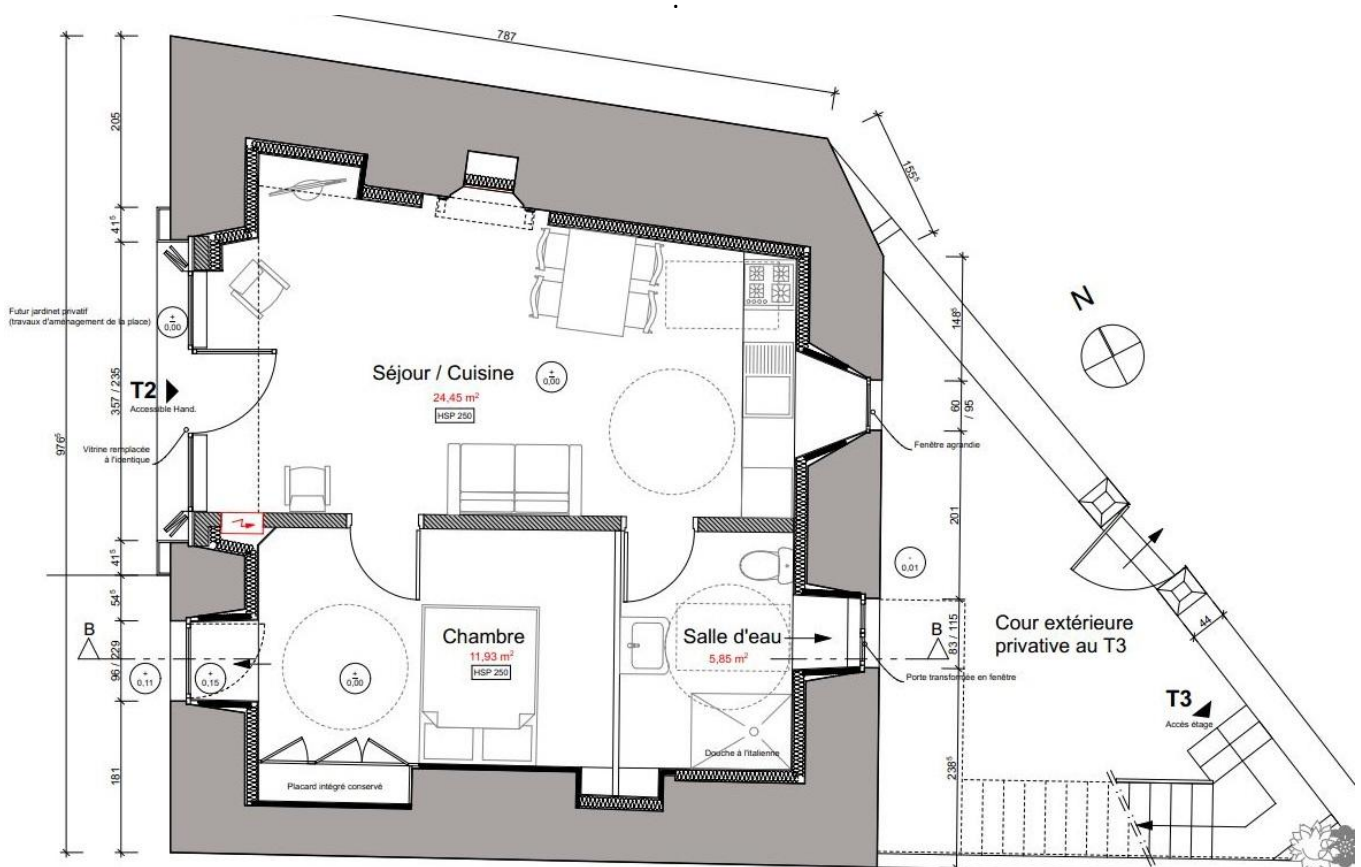 787
155⁵
205
41⁵
357 / 235
976⁵
41⁵
54⁵
96 / 229
181
Futur jardinet privatif
(travaux d'aménagement de la place)
±
0,00
T2
Accessible Hand.
Vitrine remplacée
à l'identique
Séjour / Cuisine
24,45 m²
HSP 250
±
0,00
N
148⁵
60
/ 95
Fenêtre agrandie
201
-
0,01
83 / 115
238⁵
44
B
B
+
0,11
+
0,15
±
0,00
Chambre
11,93 m²
HSP 250
Salle d'eau
5,85 m²
Porte transformée en fenêtre
Cour extérieure
privative au T3
T3
Accès étage
Douche à l'italienne
Placard intégré conservé